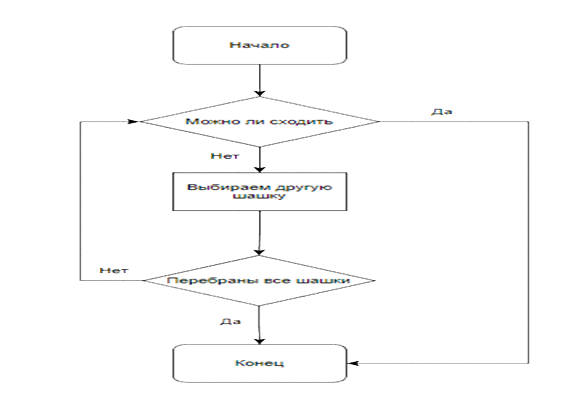 Начало
Можно ли сходить
Да
Нет
Выбираем другую
шашку
Нет
Перебраны все шашки
Да
Конец